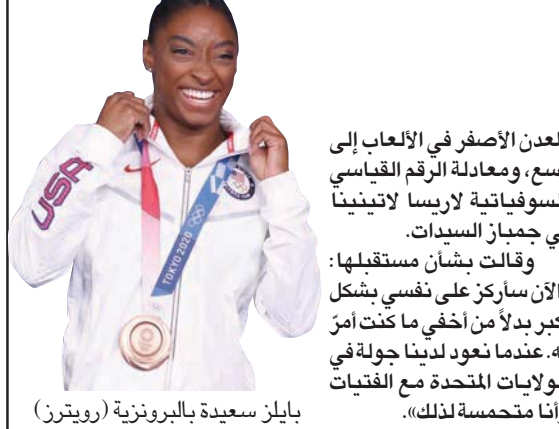 USA
TOKYO 2020
لعدن الأصفر في الألعاب إلى
سع، ومعادلة الرقم القياسي
لسوفياتية لاريسا لاتينينا
ي جمباز السيدات.
وقالت بشأن مستقبلها:
الآن سأركز على نفسي بشكل
كبر بدلاً من أخفي ما كنت أمرّ
ه. عندما نعود لدينا جولة في
لولايات المتحدة مع الفتيات
أنا متحمسة لذلك».
بايلز سعيدة بالبرونزية (رويترز)